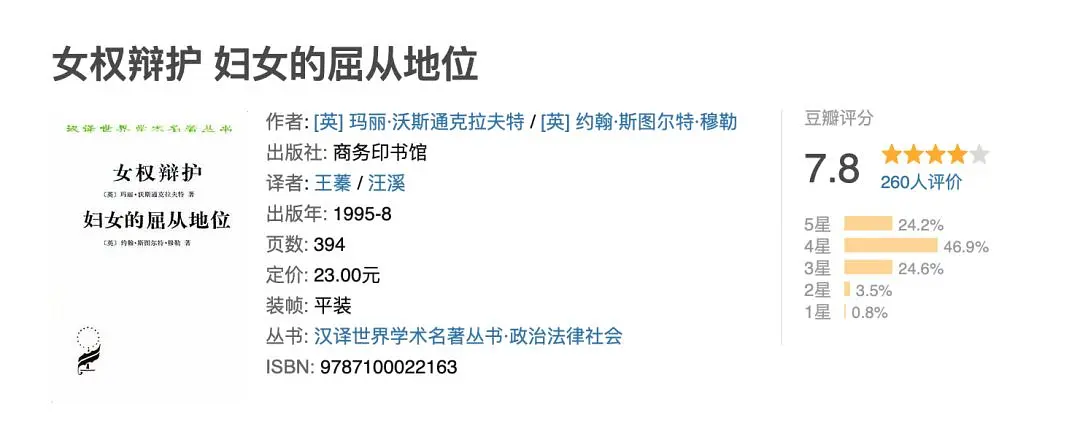 女权辩护 妇女的屈从地位
汉译世界学术名著丛书
女权辩护
〔英〕玛丽·沃斯通克拉夫特 著
妇女的屈从地位
〔英〕约翰·斯图尔特·穆勒 著
作者: [英] 玛丽·沃斯通克拉夫特 / [英] 约翰·斯图尔特·穆勒
出版社: 商务印书馆
译者: 王蓁 / 汪溪
出版年: 1995-8
页数: 394
定价: 23.00元
装帧: 平装
丛书: 汉译世界学术名著丛书·政治法律社会
ISBN: 9787100022163
豆瓣评分
7.8
260人评价
5星 24.2%
4星 46.9%
3星 24.6%
2星 3.5%
1星 0.8%